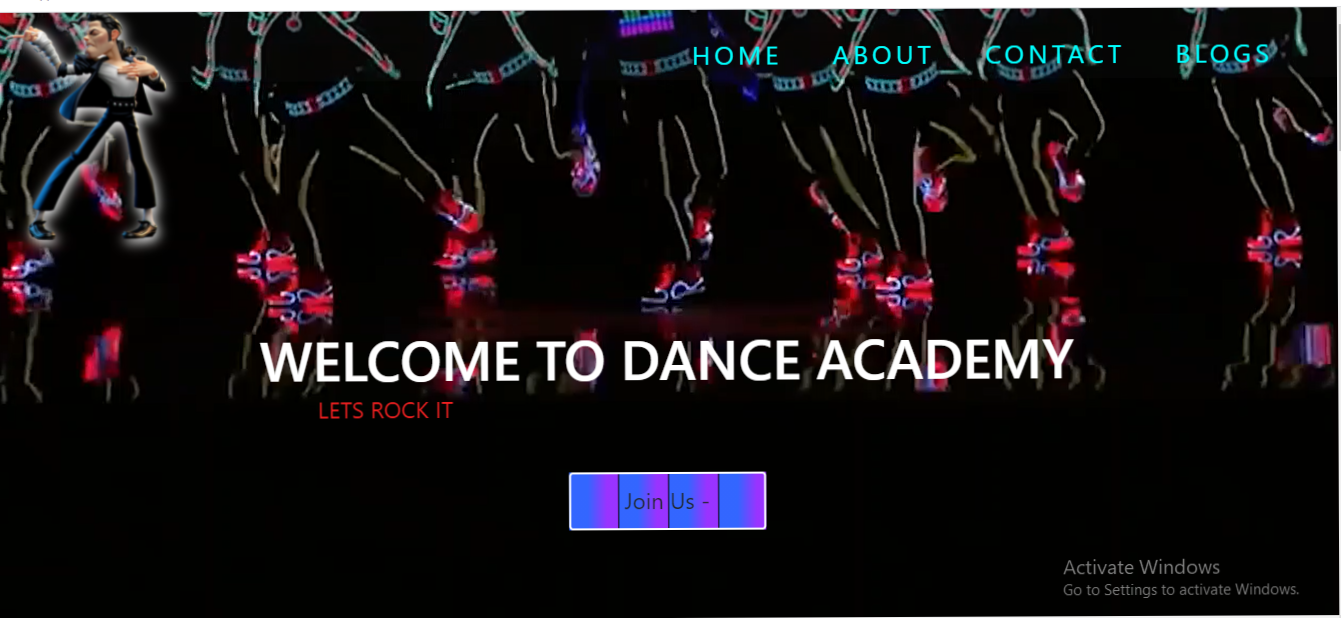 HOME ABOUT CONTACT BLOGS
WELCOME TO DANCE ACADEMY
LETS ROCK IT
Join Us -
Activate Windows
Go to Settings to activate Windows.